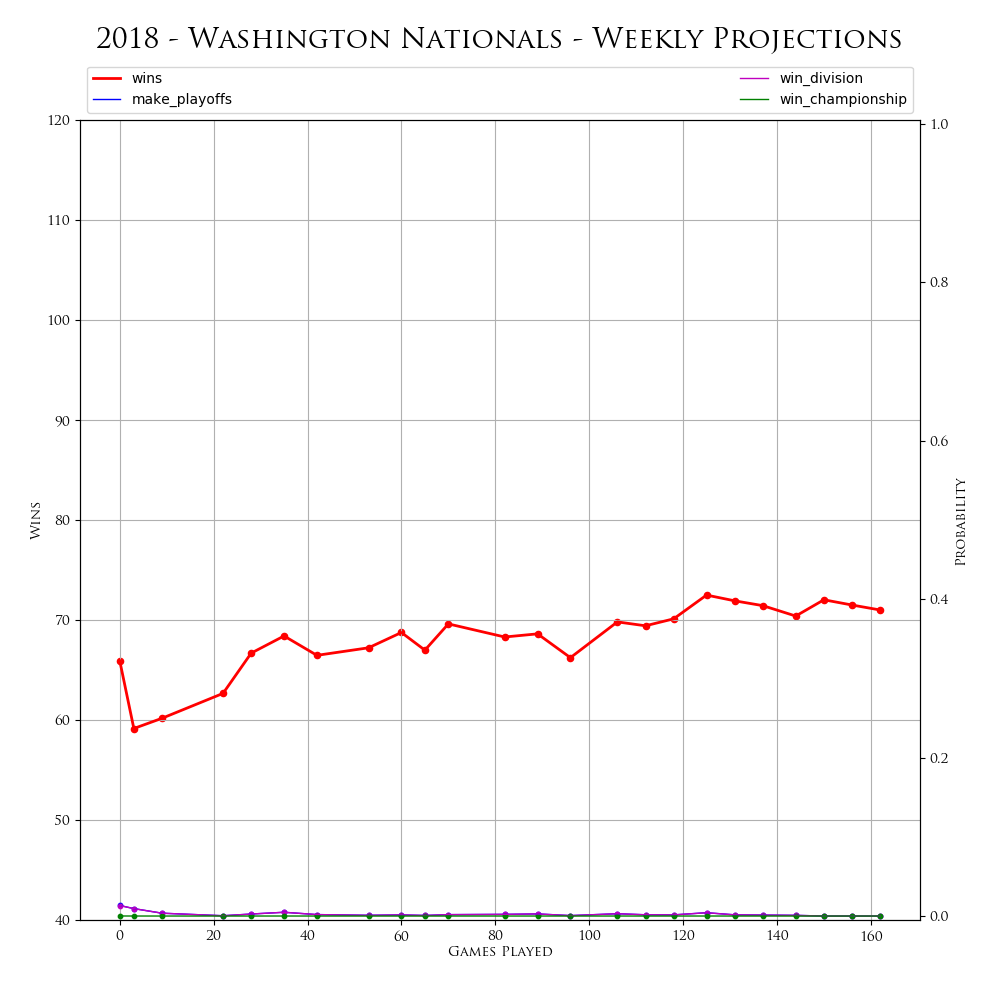 2018 - Washington Nationals - Weekly Projections
wins
make_playoffs
win_division
win_championship
120
110
100
90
80
70
60
50
40
Wins
1.0
0.8
0.6
0.4
0.2
0.0
Probability
0 20 40 60 80 100 120 140 160
Games Played